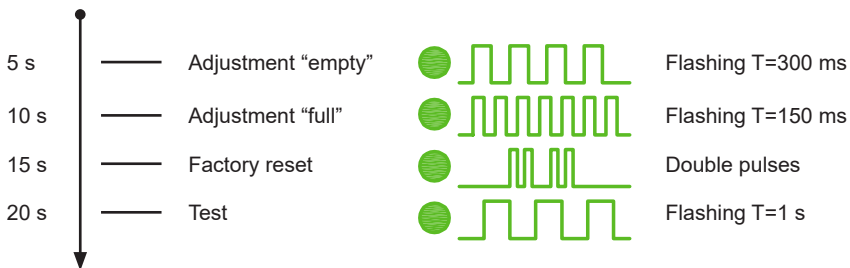 5 s Adjustment “empty” Flashing T=300 ms
10 s Adjustment “full” Flashing T=150 ms
15 s Factory reset Double pulses
20 s Test Flashing T=1 s